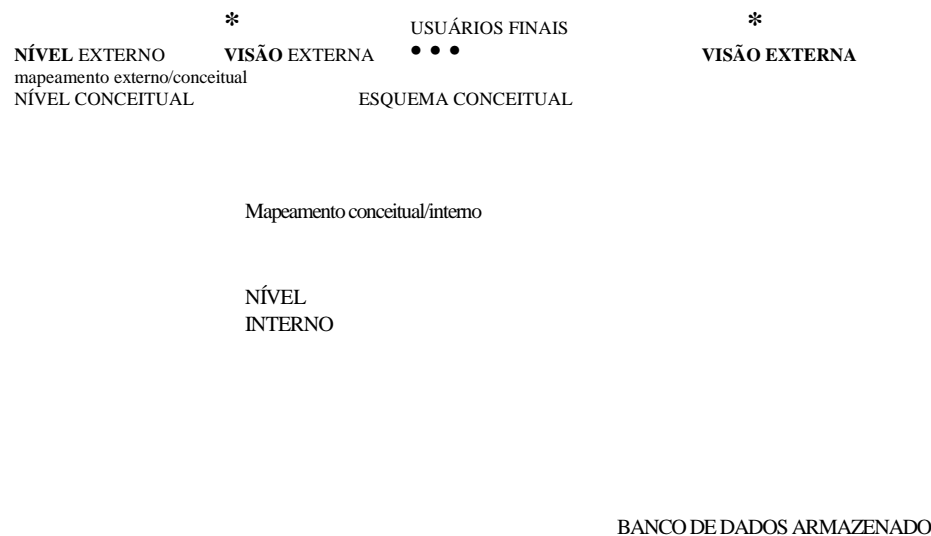 * USUÁRIOS FINAIS *
NÍVEL EXTERNO VISÃO EXTERNA • • • VISÃO EXTERNA
mapeamento externo/conceitual
NÍVEL CONCEITUAL ESQUEMA CONCEITUAL
Mapeamento conceitual/interno
NÍVEL
INTERNO
BANCO DE DADOS ARMAZENADO